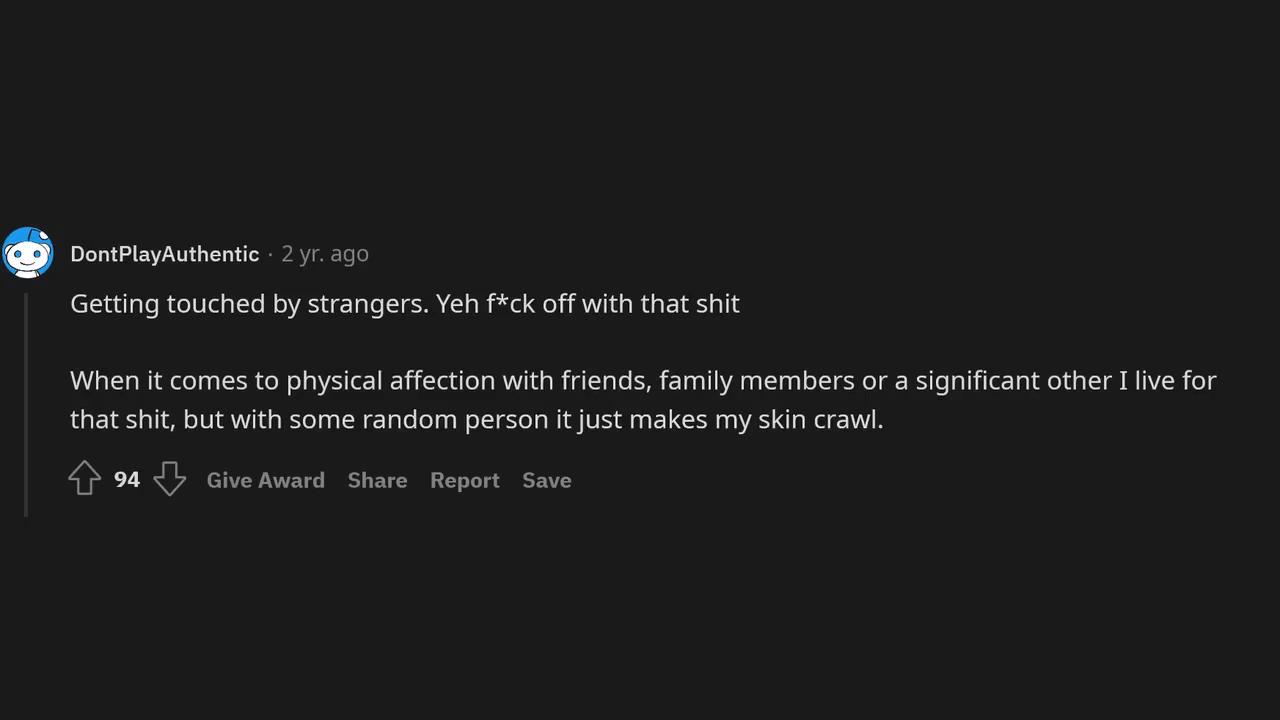 DontPlayAuthentic · 2 yr. ago
Getting touched by strangers. Yeh f*ck off with that shit
When it comes to physical affection with friends, family members or a significant other I live for
that shit, but with some random person it just makes my skin crawl.
94 Give Award Share Report Save